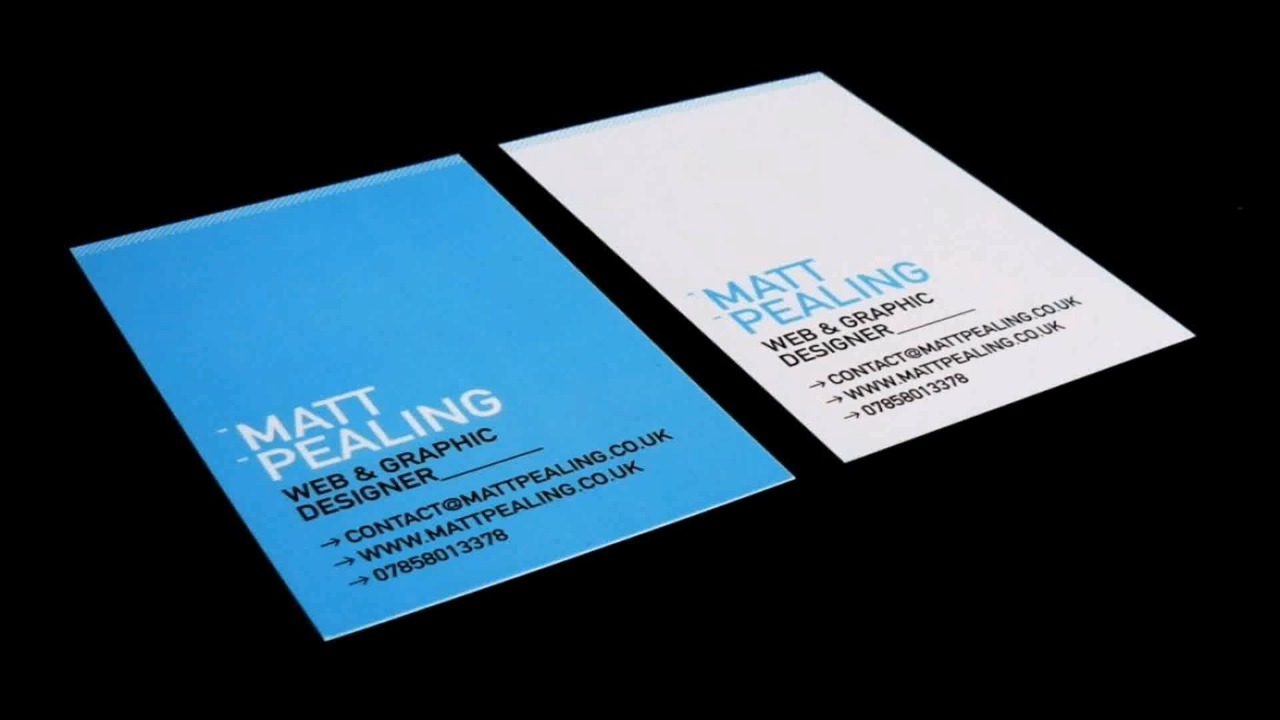 MATT
PEALING
WEB & GRAPHIC
DESIGNER
→ CONTACT@MATTPEALING.CO.UK
→ WWW.MATTPEALING.CO.UK
→ 07858013378
MATT
PEALING
WEB & GRAPHIC
DESIGNER
→ CONTACT@MATTPEALING.CO.UK
→ WWW.MATTPEALING.CO.UK
→ 07858013378